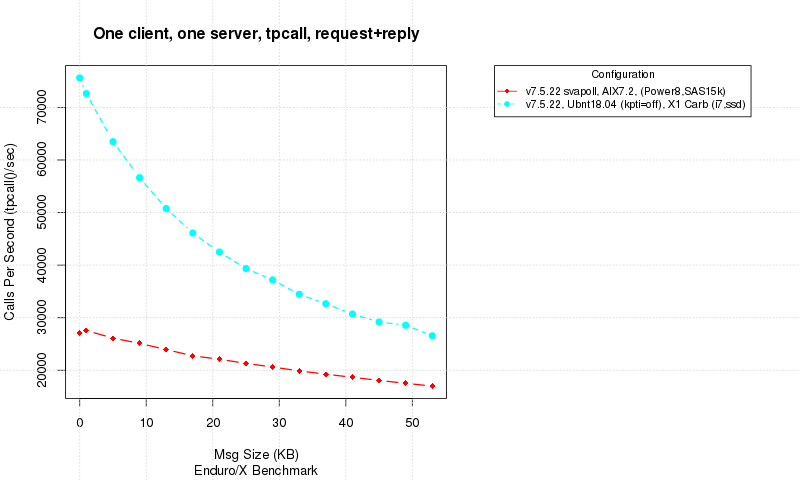 One client, one server, tpcall, request+reply
Configuration
v7.5.22 svapoll, AIX7.2, (Power8,SAS15k)
v7.5.22, Ubnt18.04 (kpti=off), X1 Carb (i7,ssd)
Calls Per Second (tpcall()/sec)
70000
60000
50000
40000
30000
20000
0 10 20 30 40 50
Msg Size (KB)
Enduro/X Benchmark